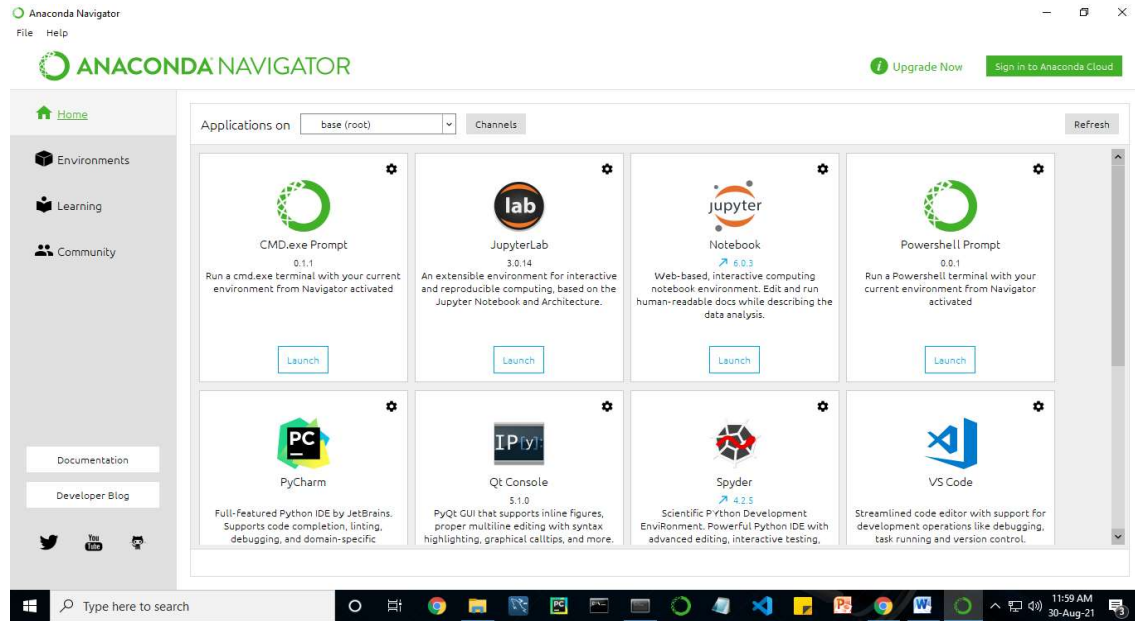 Anaconda Navigator
File Help
ANACONDA NAVIGATOR
Upgrade Now
Sign in to Anaconda Cloud
Home
Environments
Learning
Community
Documentation
Developer Blog
You Tube
Applications on base (root) Channels Refresh
CMD.exe Prompt
0.1.1
Run a cmd.exe terminal with your current
environment from Navigator activated
Launch
lab
JupyterLab
3.0.14
An extensible environment for interactive
and reproducible computing, based on the
Jupyter Notebook and Architecture.
Launch
jupyter
Notebook
6.0.3
Web-based, interactive computing
notebook environment. Edit and run
human-readable docs while describing the
data analysis.
Launch
Powershell Prompt
0.0.1
Run a Powershell terminal with your
current environment from Navigator
activated
Launch
PC
PyCharm
Full-featured Python IDE by JetBrains.
Supports code completion, linting,
debugging, and domain-specific
IP[y]:
Qt Console
5.1.0
PyQt GUI that supports inline figures,
proper multiline editing with syntax
highlighting, graphical calltips, and more.
Spyder
4.2.5
Scientific PYthon Development
EnviRonment. Powerful Python IDE with
advanced editing, interactive testing,
VS Code
Streamlined code editor with support for
development operations like debugging,
task running and version control.
Type here to search
11:59 AM
30-Aug-21
3